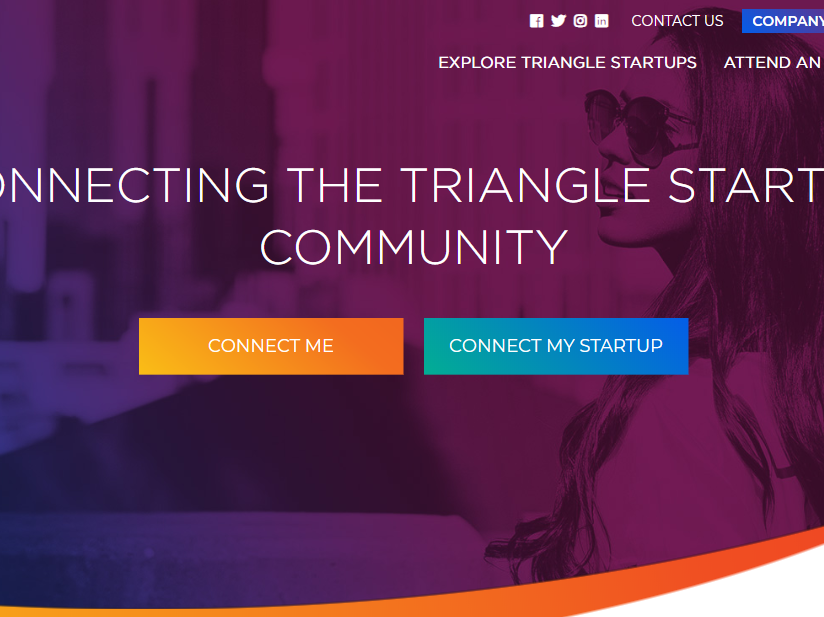 CONTACT US
COMPANY
EXPLORE TRIANGLE STARTUPS
ATTEND AN
ONNECTING THE TRIANGLE START
COMMUNITY
CONNECT ME
CONNECT MY STARTUP